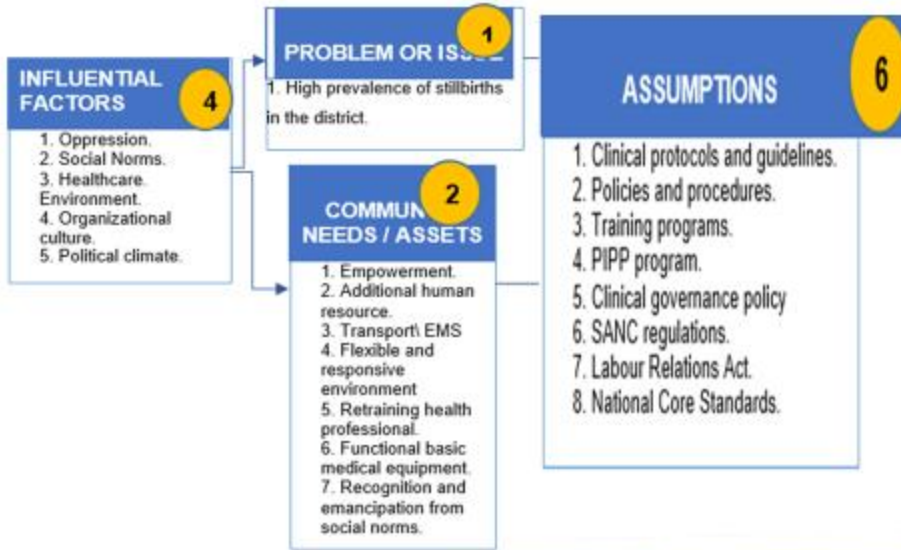 INFLUENTIAL
FACTORS
4
1. Oppression.
2. Social Norms.
3. Healthcare.
Environment.
4. Organizational
culture.
5. Political climate.
1
PROBLEM OR
1. High prevalence of stillbirths
in the district.
2
NEEDS / ASSETS
1. Empowerment.
2. Additional human
resource.
3. Transport\ EMS
4. Flexible and
responsive
environment
5. Retraining health
professional.
6. Functional basic
medical equipment.
7. Recognition and
emancipation from
social norms.
ASSUMPTIONS
6
1. Clinical protocols and guidelines.
2. Policies and procedures.
3. Training programs.
4. PIPP program.
5. Clinical governance policy
6. SANC regulations.
7. Labour Relations Act.
8. National Core Standards.